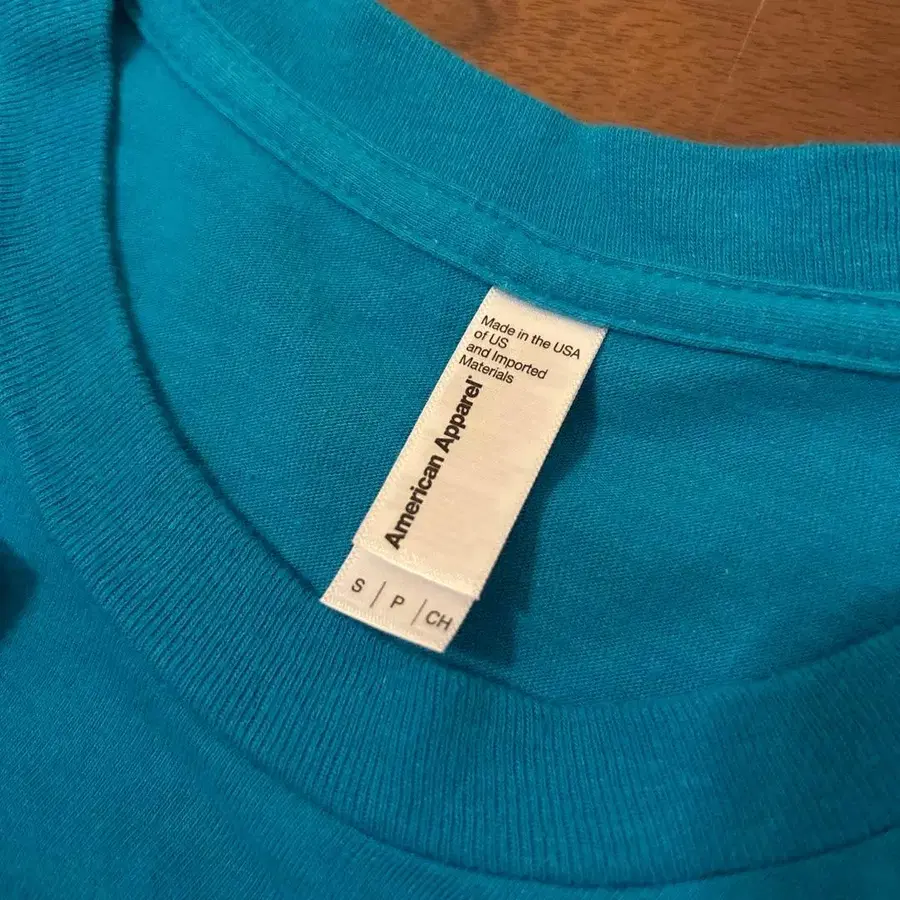 Made in the USA
of US
and Imported
Materials
American Apparel®
S | P | CH